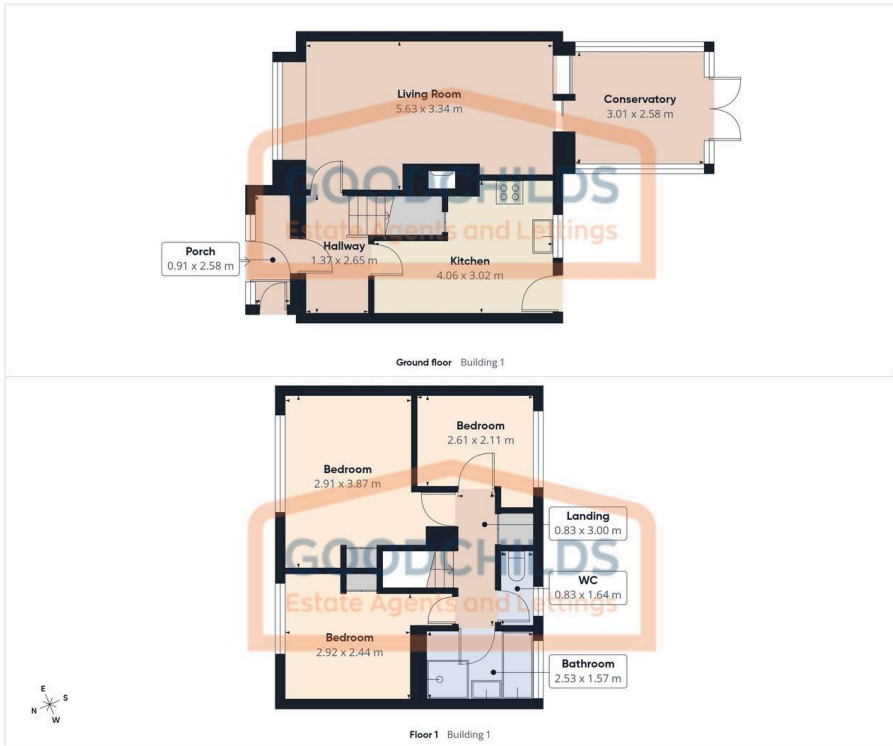 Living Room
5.63 x 3.34 m
Conservatory
3.01 x 2.58 m
GOODCHILDS
Estate Agents and Lettings
Porch
0.91 x 2.58 m
Hallway
1.37 x 2.65 m
Kitchen
4.06 x 3.02 m
Ground floor Building 1
Bedroom
2.61 x 2.11 m
Bedroom
2.91 x 3.87 m
Landing
0.83 x 3.00 m
GOODCHILDS
Estate Agents and Lettings
WC
0.83 x 1.64 m
Bedroom
2.92 x 2.44 m
Bathroom
2.53 x 1.57 m
E
S
N
W
Floor 1 Building 1